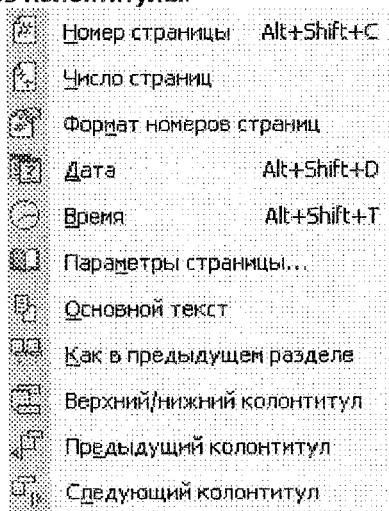 колонтитулы.
Номер страницы Alt+Shift+C
Число страниц
Формат номеров страниц
Дата Alt+Shift+D
Время Alt+Shift+T
Параметры страницы...
Основной текст
Как в предыдущем разделе
Верхний/нижний колонтитул
Предыдущий колонтитул
Следующий колонтитул